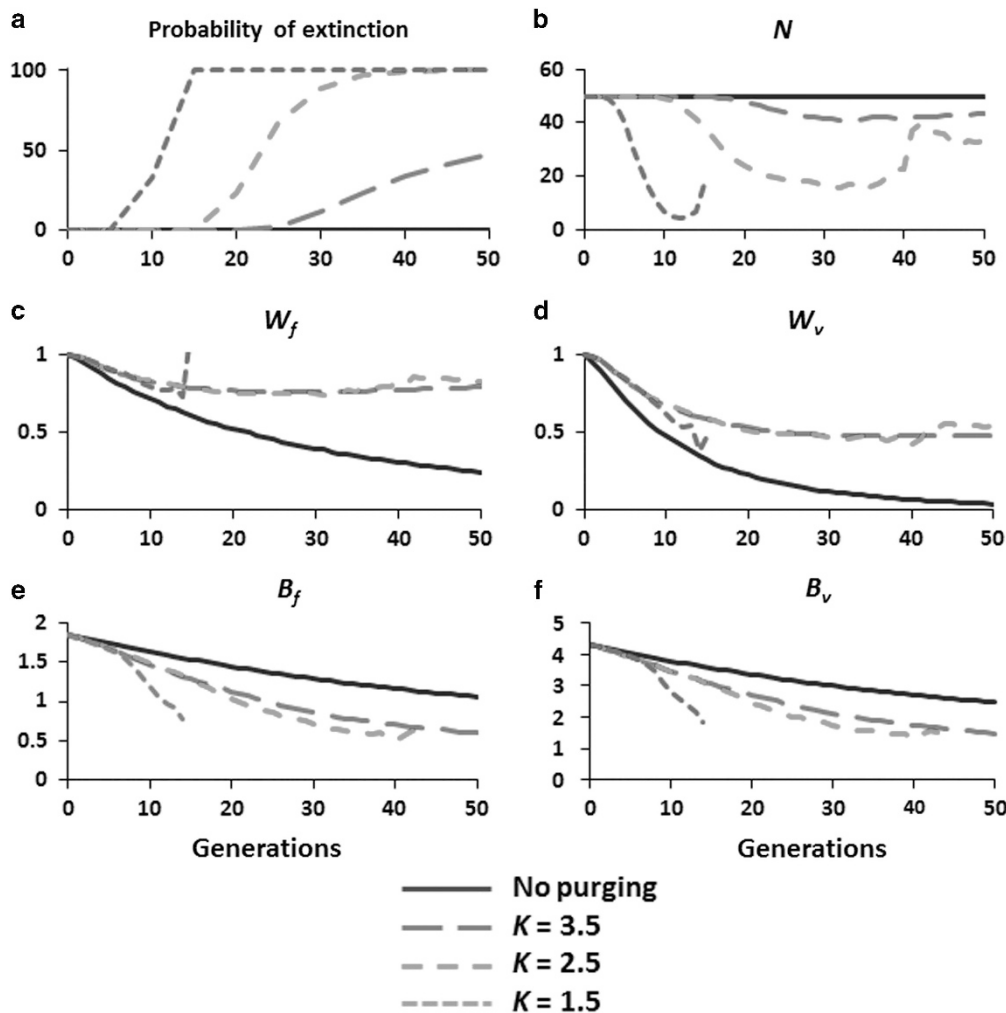 a
Probability of extinction
100
50
0
0 10 20 30 40 50
b
N
60
40
20
0
0 10 20 30 40 50
c
W_f
1
0.5
0
0 10 20 30 40 50
d
W_v
1
0.5
0
0 10 20 30 40 50
e
B_f
2
1.5
1
0.5
0
0 10 20 30 40 50
Generations
f
B_v
5
4
3
2
1
0
0 10 20 30 40 50
Generations
No purging
K = 3.5
K = 2.5
K = 1.5